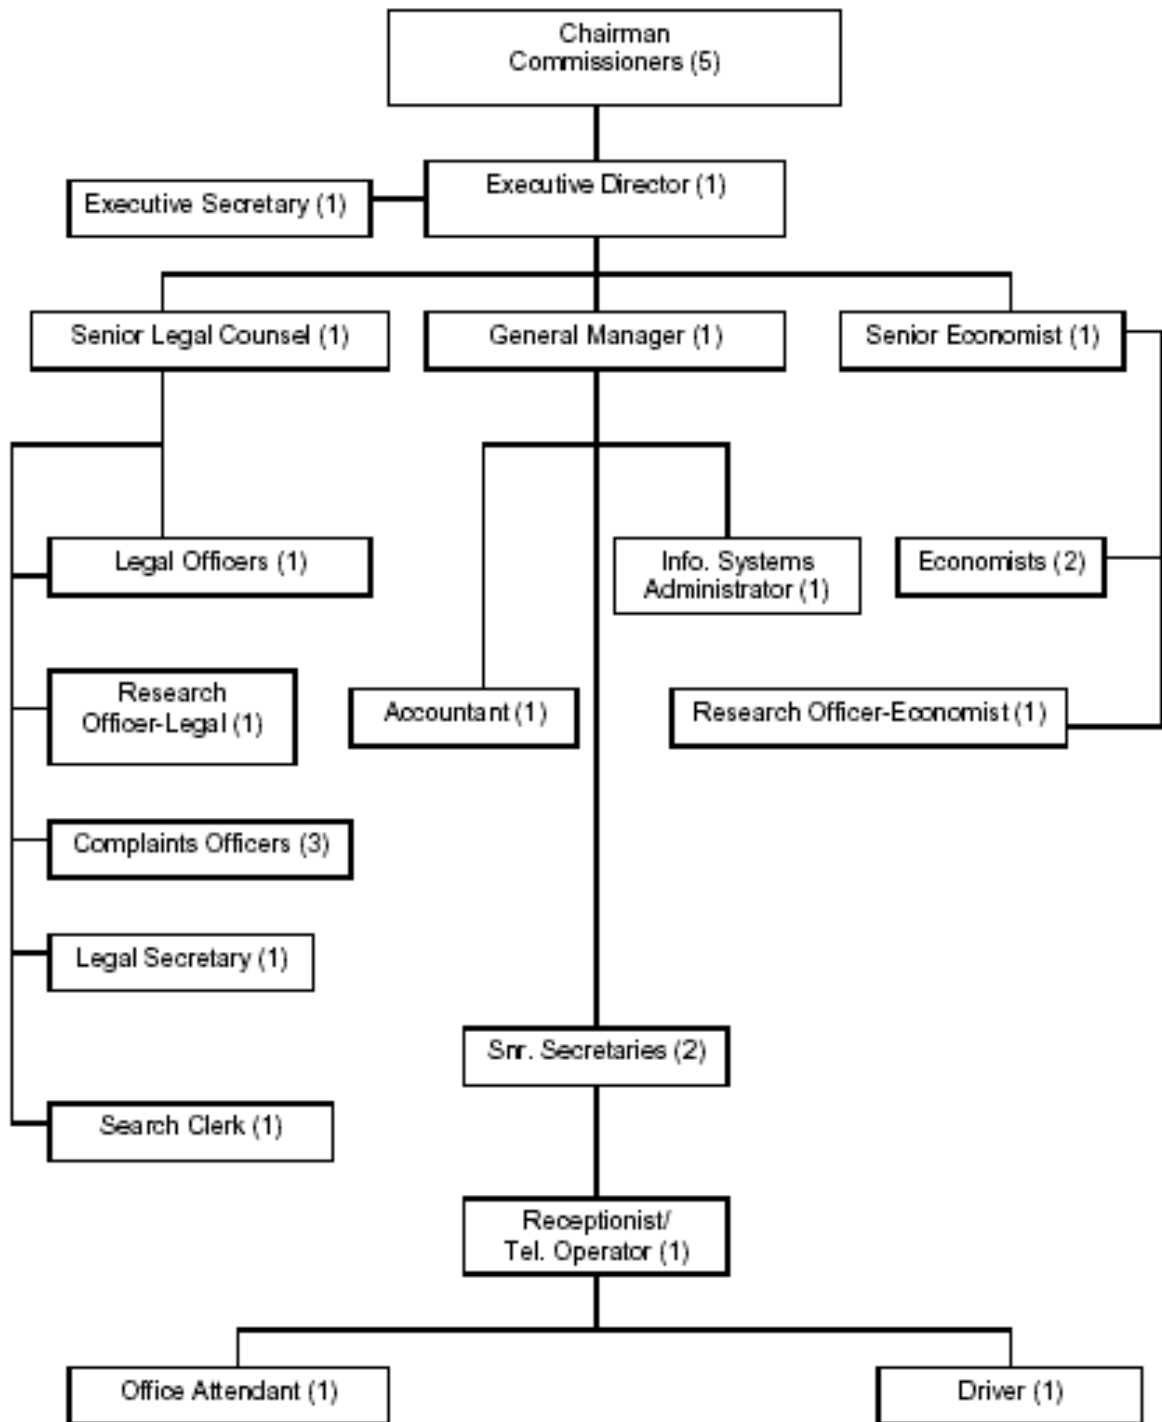 Chairman
Commissioners (5)
Executive Director (1)
Executive Secretary (1)
Senior Legal Counsel (1)
General Manager (1)
Senior Economist (1)
Legal Officers (1)
Info. Systems
Administrator (1)
Economists (2)
Research
Officer-Legal (1)
Accountant (1)
Research Officer-Economist (1)
Complaints Officers (3)
Legal Secretary (1)
Snr. Secretaries (2)
Search Clerk (1)
Receptionist/
Tel. Operator (1)
Office Attendant (1)
Driver (1)